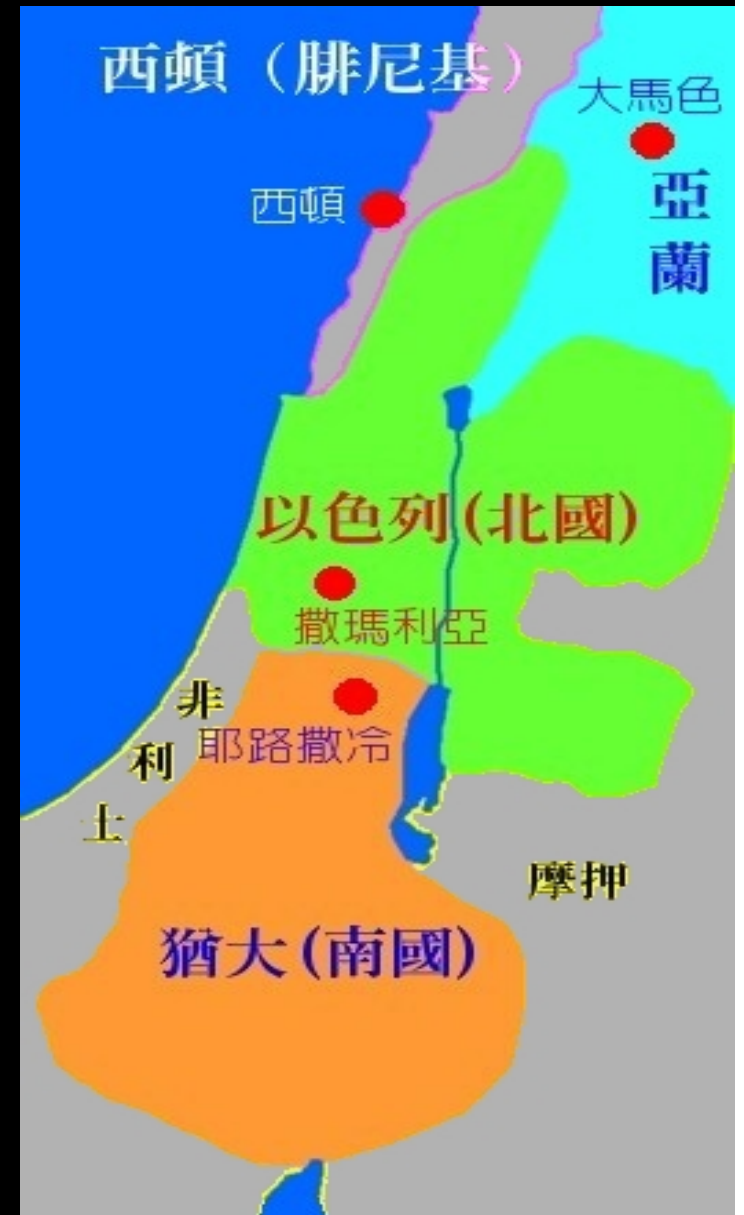 西頓（腓尼基）
大馬色
西頓
亞蘭
以色列(北國)
撒瑪利亞
非利士
耶路撒冷
摩押
猶大(南國)